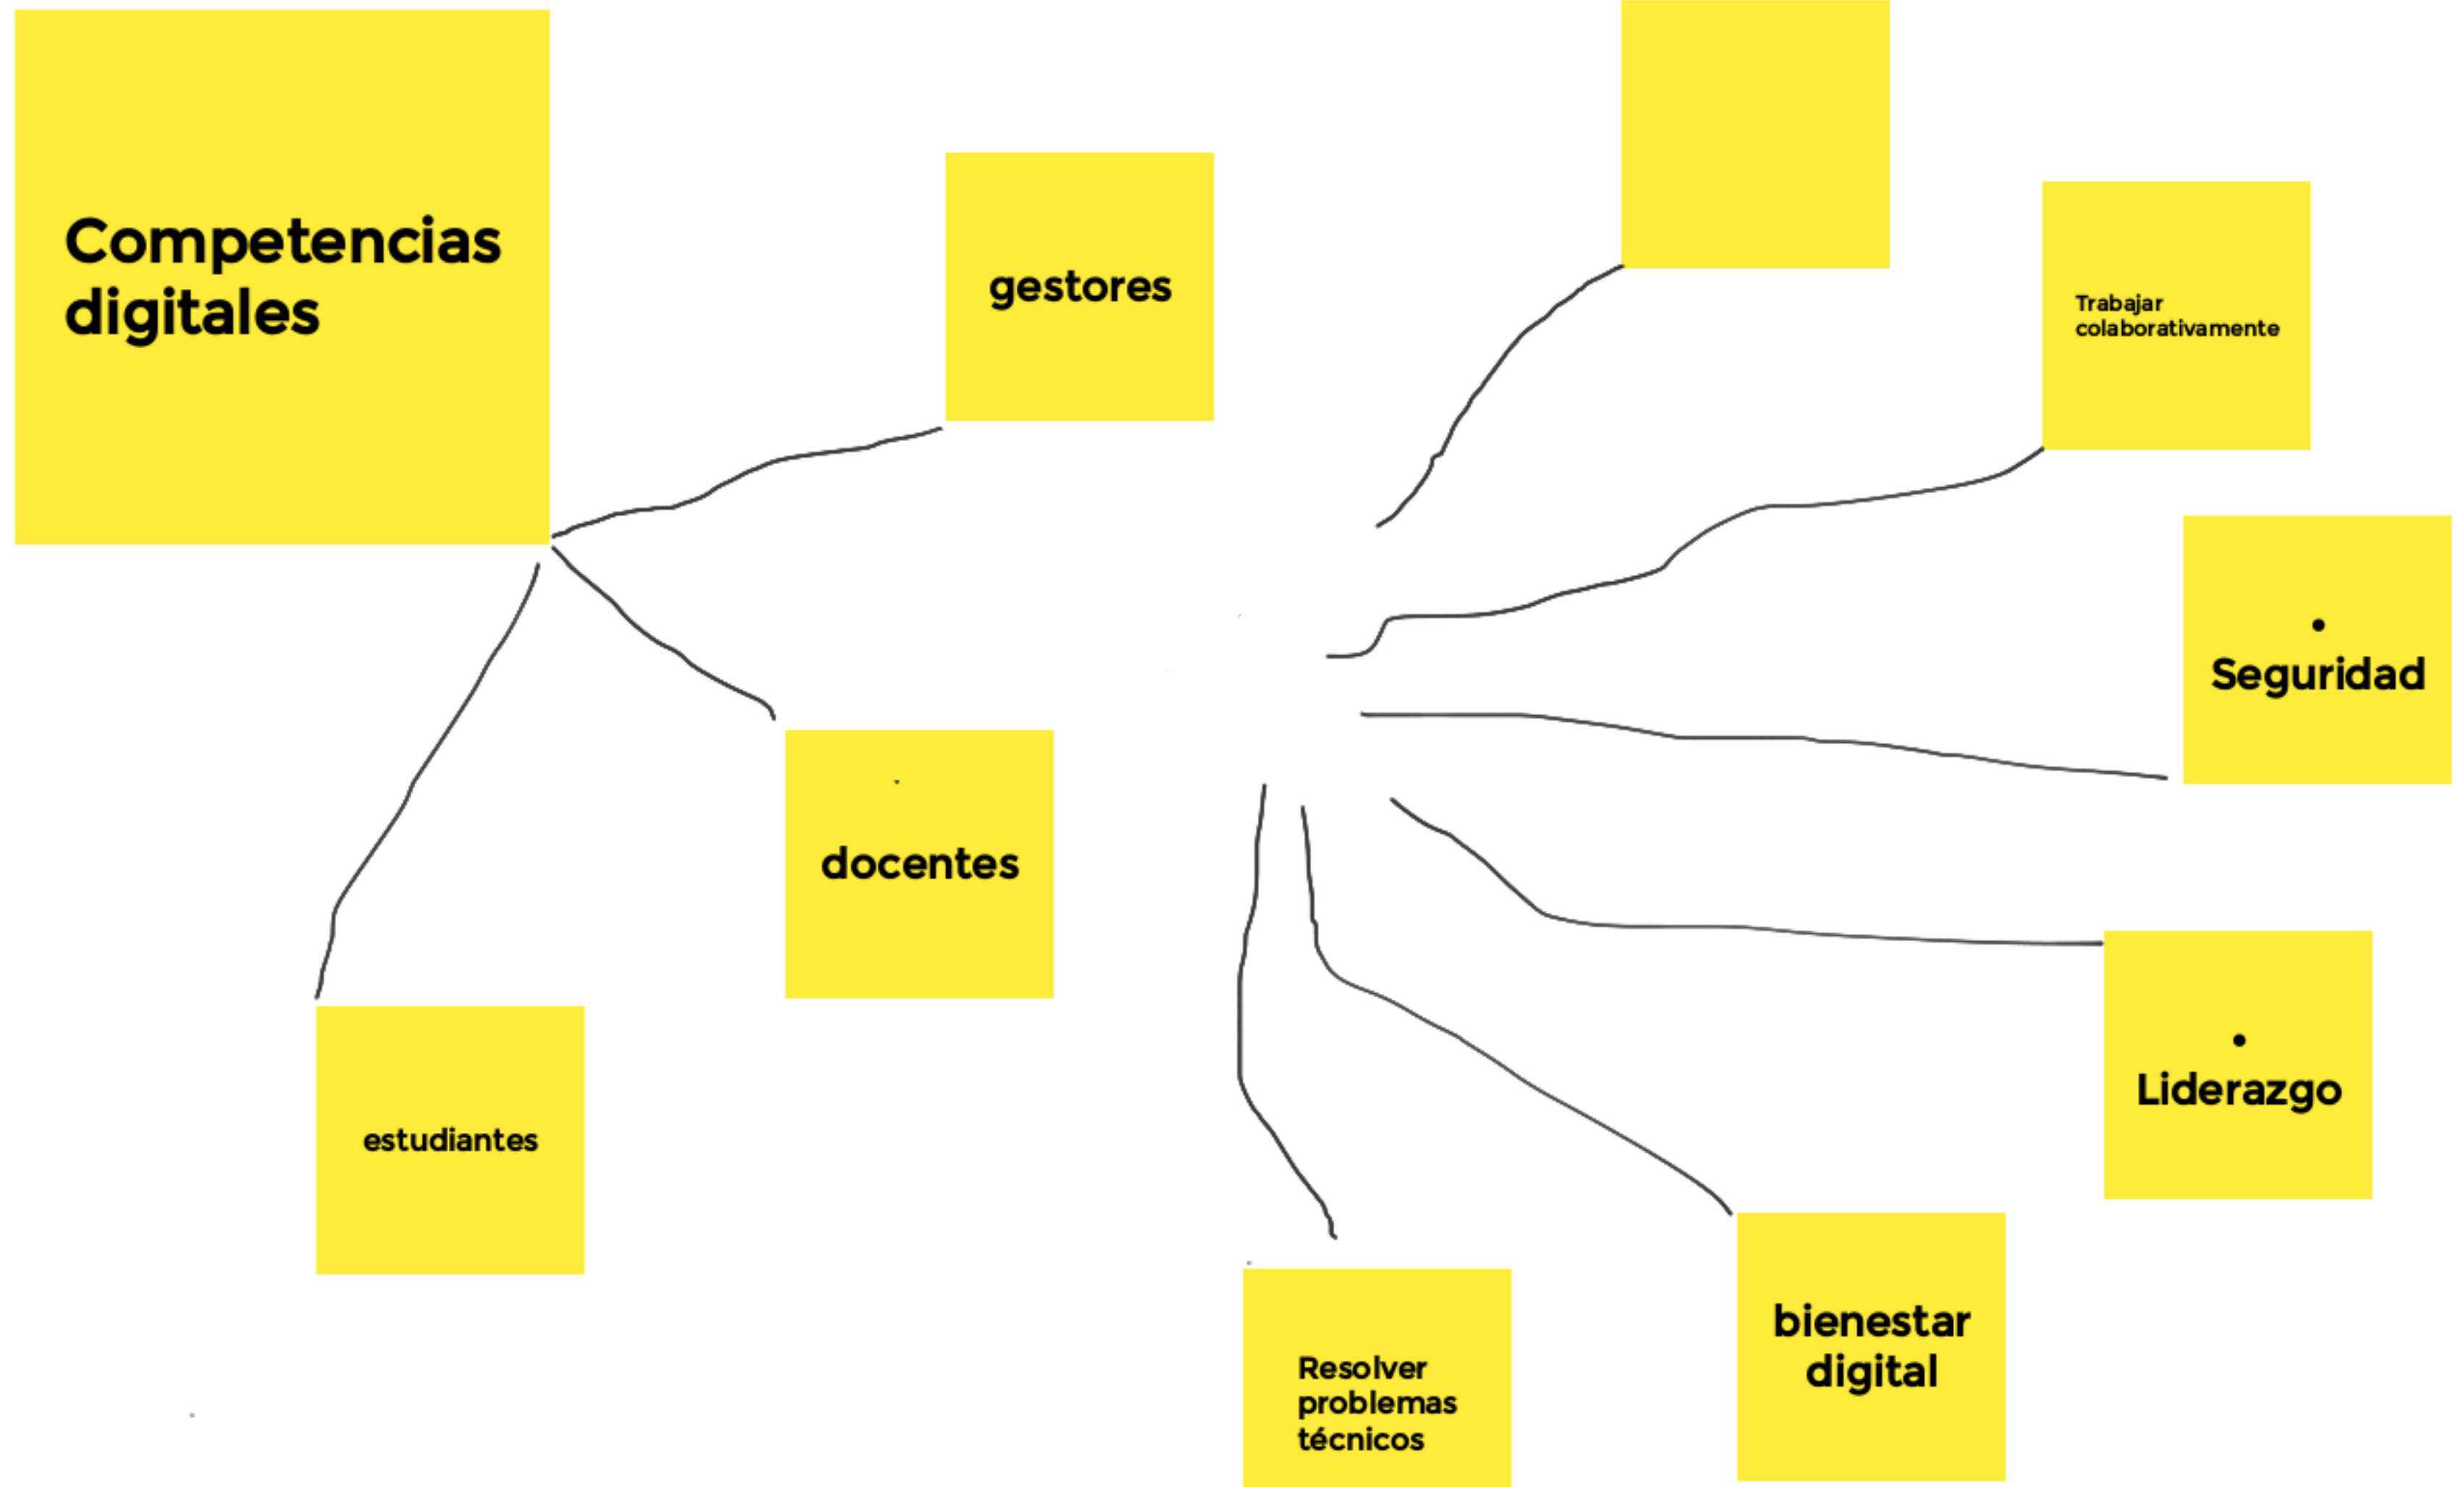 Competencias
digitales
gestores
Trabajar
colaborativamente
•
Seguridad
docentes
•
Liderazgo
estudiantes
bienestar
digital
Resolver
problemas
técnicos